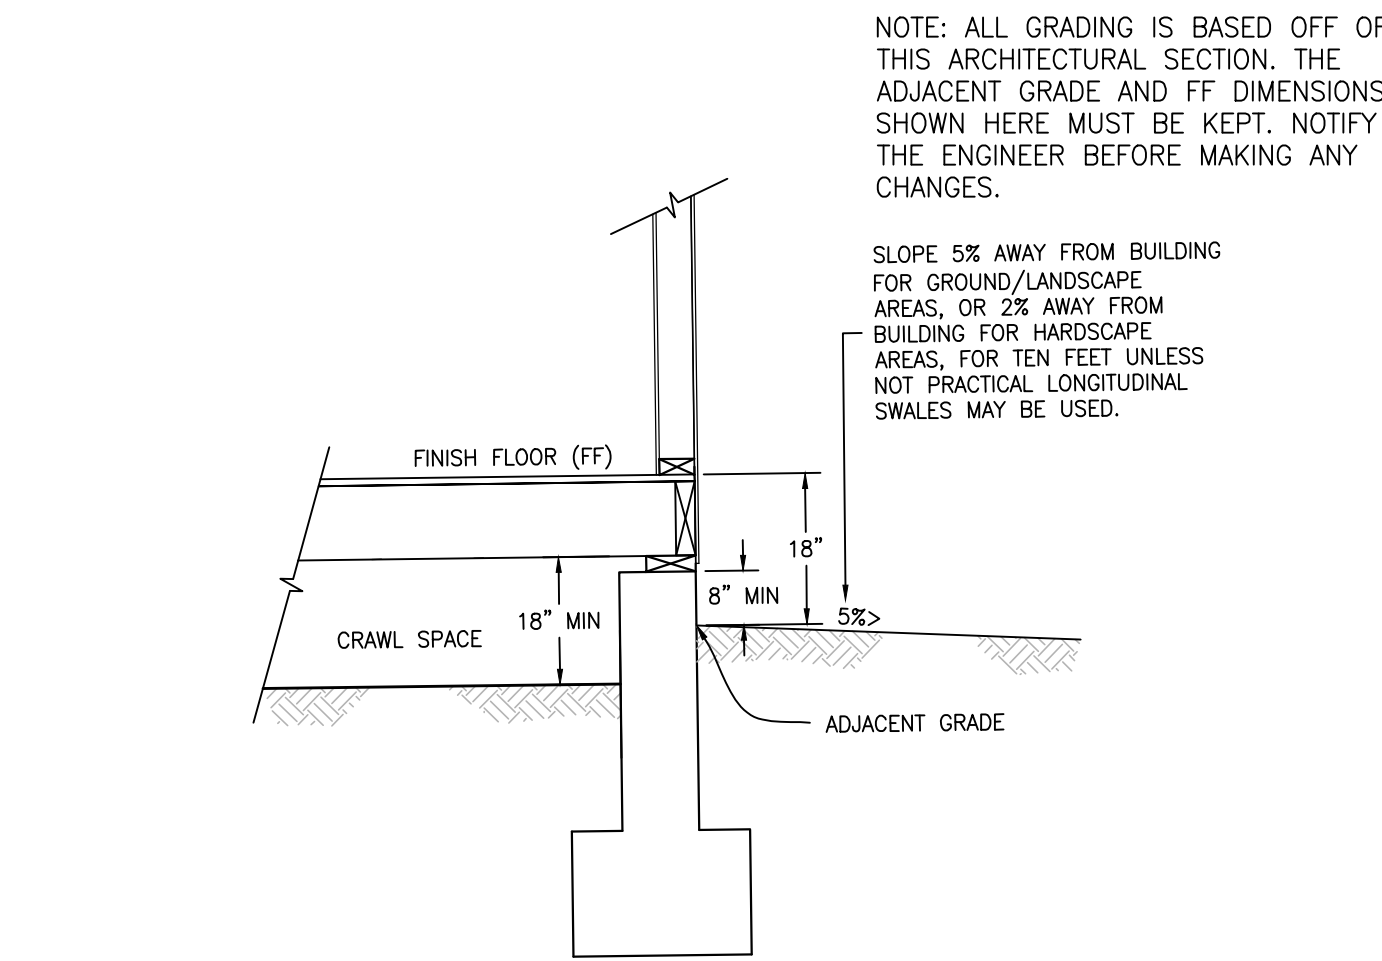 NOTE: ALL GRADING IS BASED OFF OF
THIS ARCHITECTURAL SECTION. THE
ADJACENT GRADE AND FF DIMENSIONS
SHOWN HERE MUST BE KEPT. NOTIFY
THE ENGINEER BEFORE MAKING ANY
CHANGES.
SLOPE 5% AWAY FROM BUILDING
FOR GROUND/LANDSCAPE
AREAS, OR 2% AWAY FROM
BUILDING FOR HARDSCAPE
AREAS, FOR TEN FEET UNLESS
NOT PRACTICAL LONGITUDINAL
SWALES MAY BE USED.
FINISH FLOOR (FF)
18"
8" MIN
5%>
18" MIN
CRAWL SPACE
ADJACENT GRADE